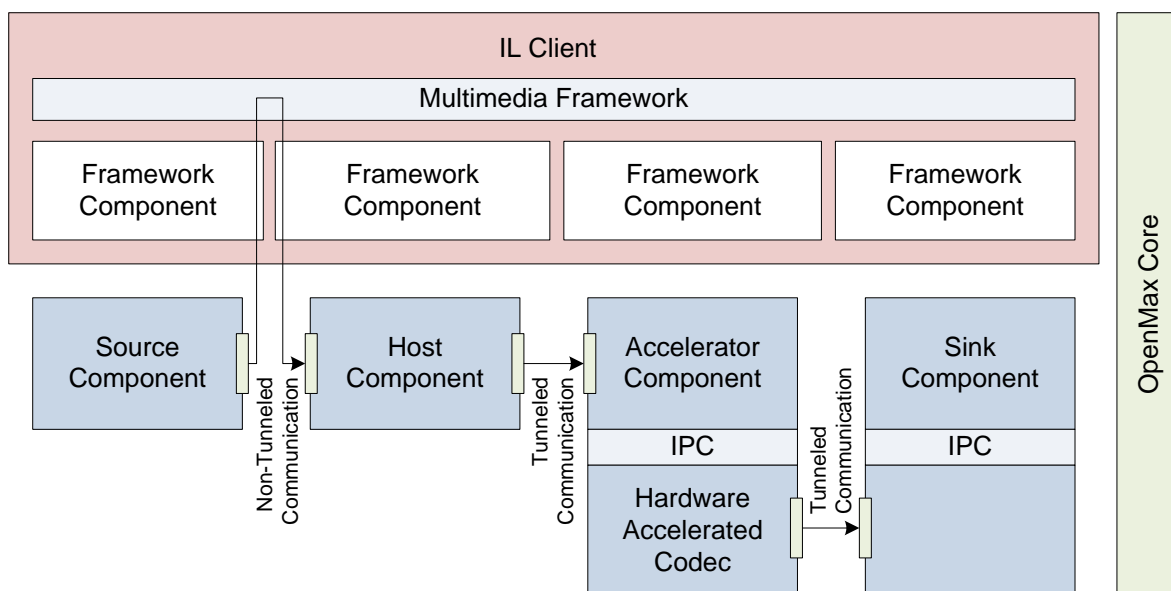 IL Client
Multimedia Framework
Framework
Component
Framework
Component
Framework
Component
Framework
Component
OpenMax Core
Source
Component
Non-Tunneled
Communication
Host
Component
Tunneled
Communication
Accelerator
Component
IPC
Hardware
Accelerated
Codec
Tunneled
Communication
Sink
Component
IPC